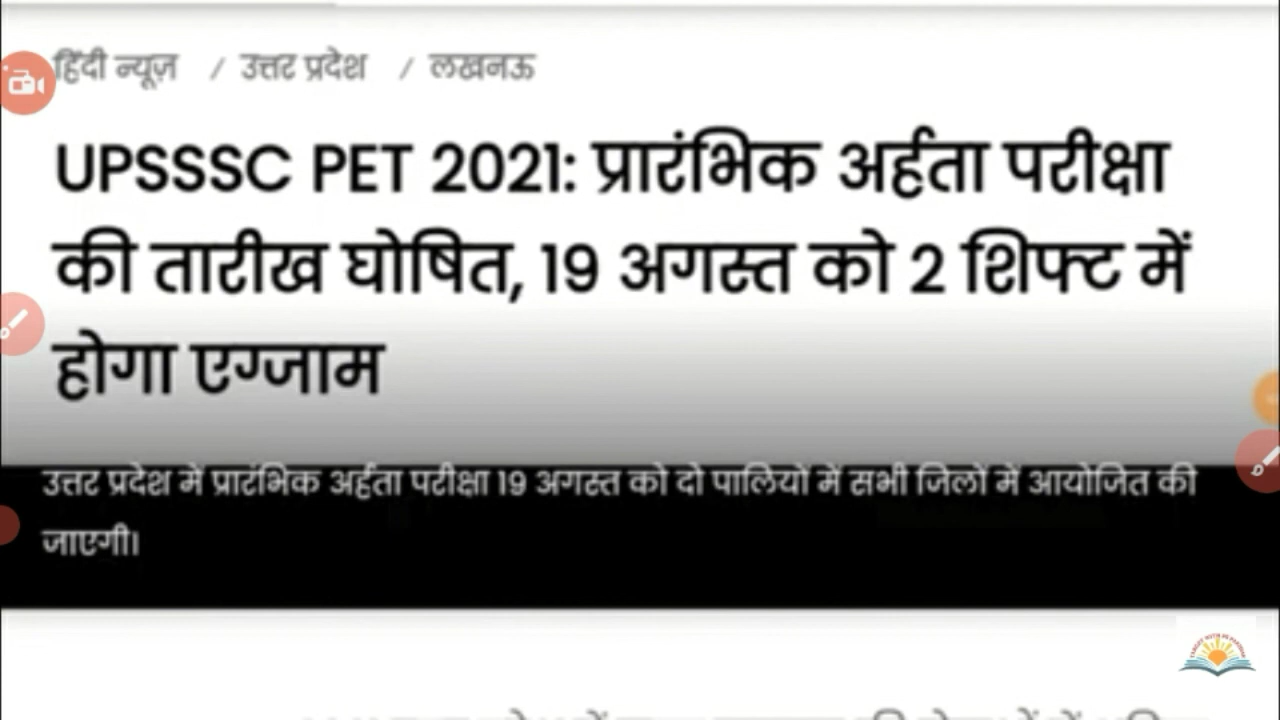 हिंदी न्यूज़ / उत्तर प्रदेश / लखनऊ
UPSSSC PET 2021: प्रारंभिक अर्हता परीक्षा
की तारीख घोषित, 19 अगस्त को 2 शिफ्ट में
होगा एग्जाम
उत्तर प्रदेश में प्रारंभिक अर्हता परीक्षा 19 अगस्त को दो पालियों में सभी जिलों में आयोजित की
जाएगी।